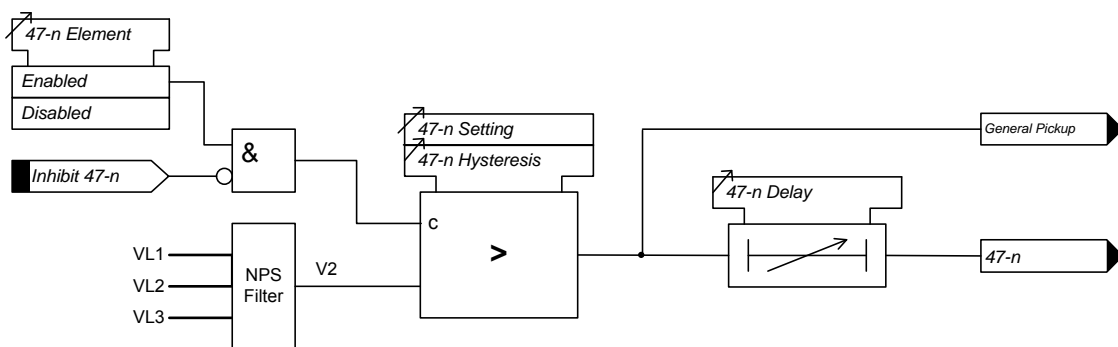 47-n Element
Enabled
Disabled
Inhibit 47-n
&
47-n Setting
47-n Hysteresis
c
>
General Pickup
47-n Delay
47-n
VL1
VL2
VL3
NPS
Filter
V2